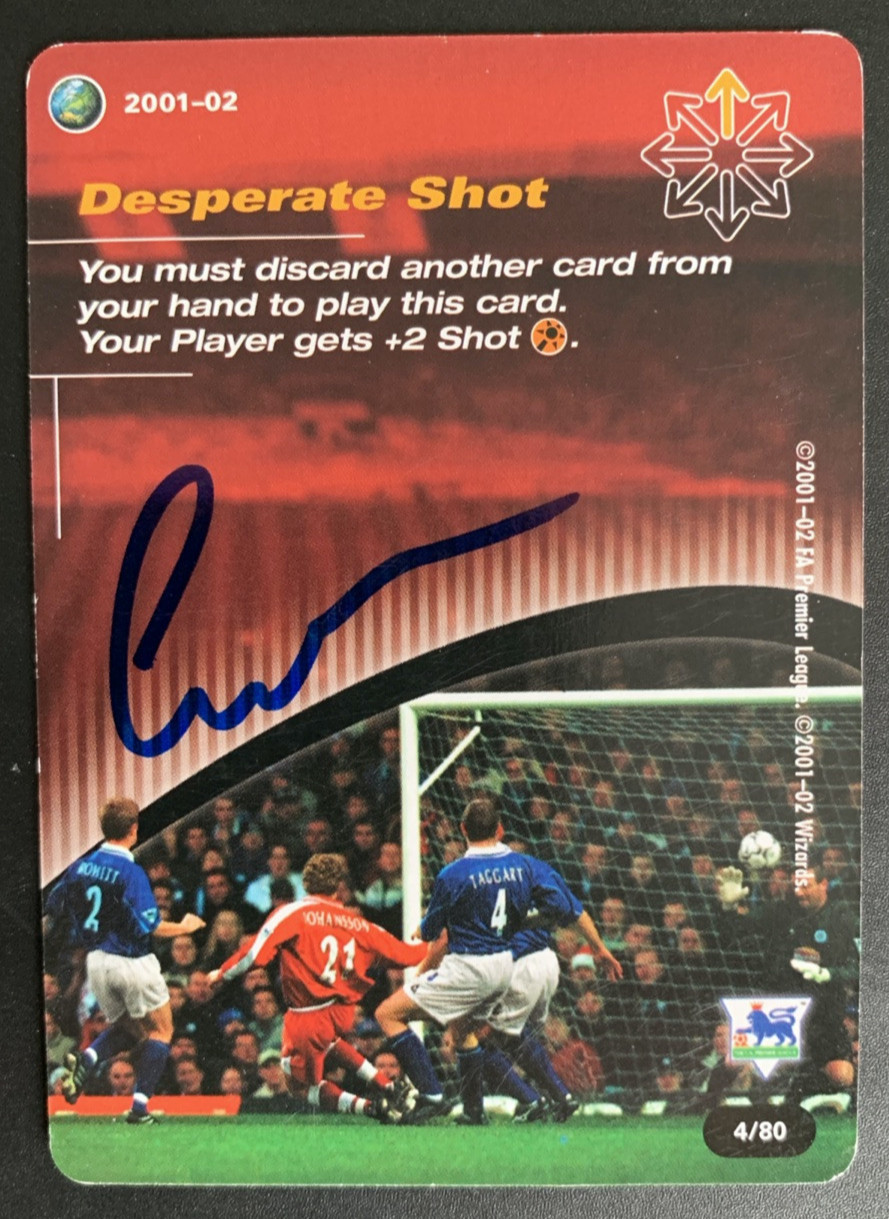 2001–02
Desperate Shot
You must discard another card from
your hand to play this card.
Your Player gets +2 Shot .
©2001–02 FA Premier League. ©2001–02 Wizards.
2
JOHANSSON
21
TAGGART
4
4/80